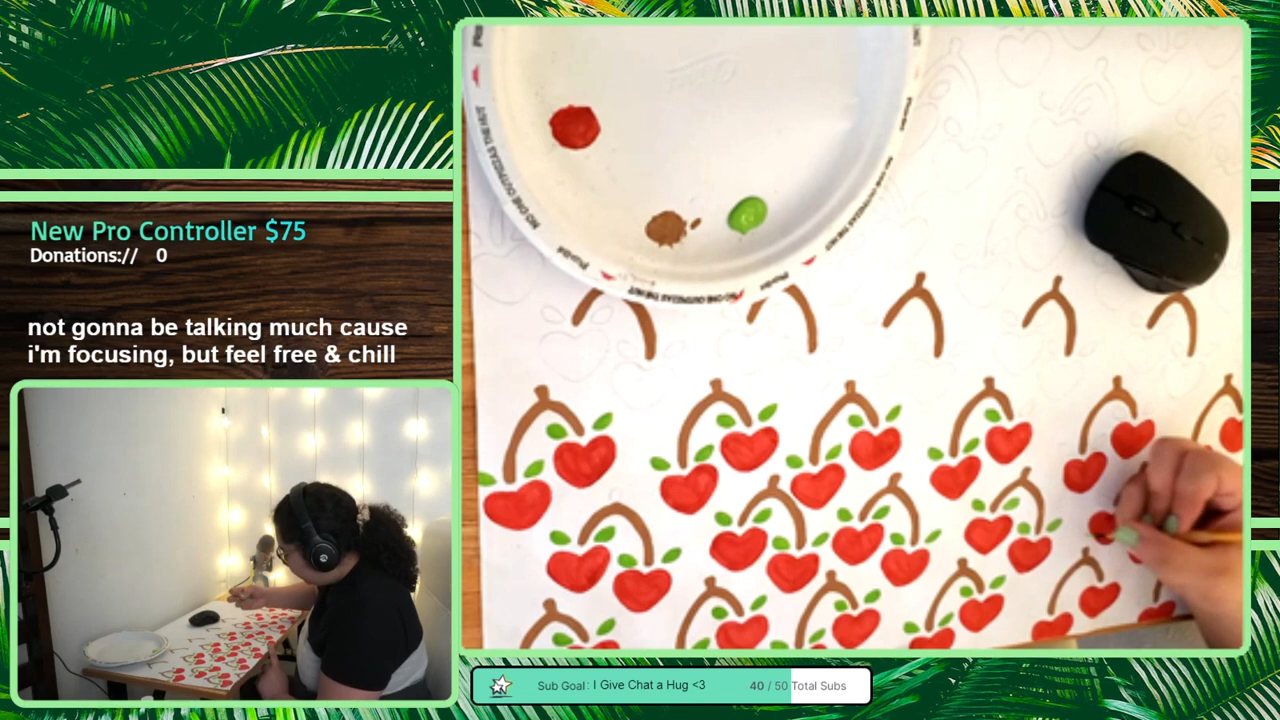 New Pro Controller $75
Donations:// 0
not gonna be talking much cause
i'm focusing, but feel free & chill
Sub Goal: I Give Chat a Hug <3 40 / 50 Total Subs